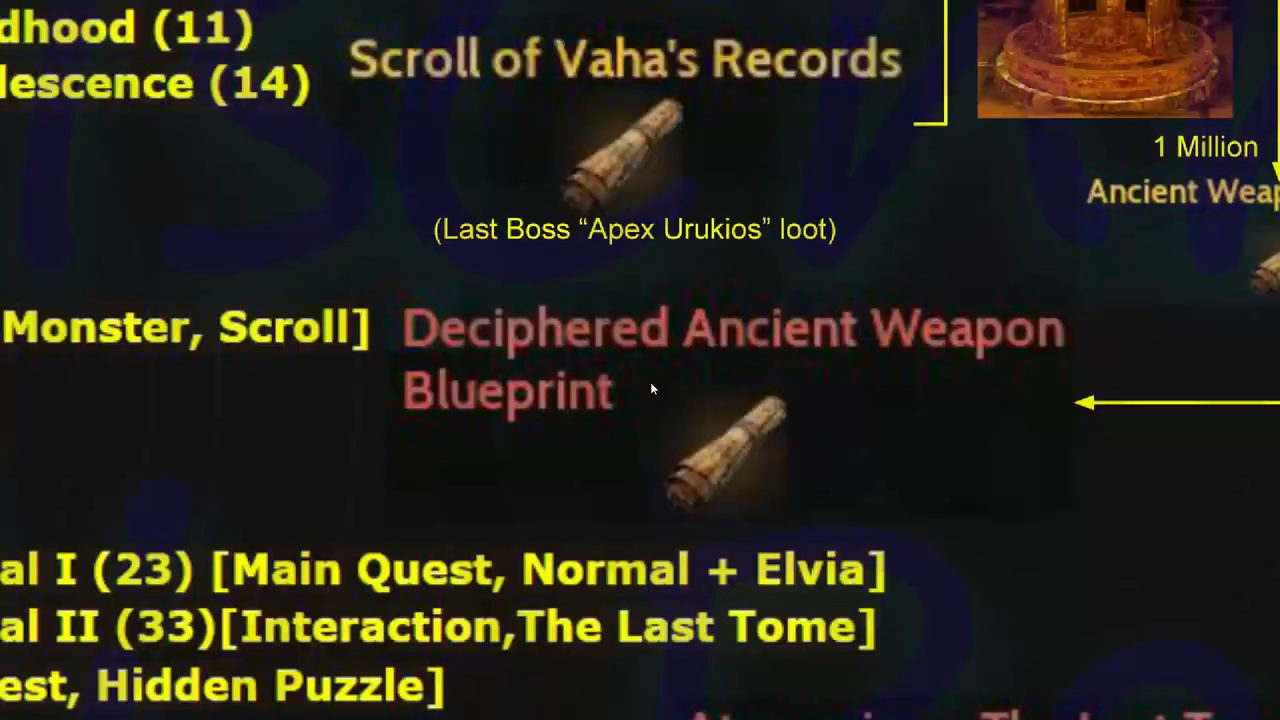 dhood (11)
lescence (14)
Scroll of Vaha's Records
(Last Boss “Apex Urukios” loot)
1 Million
Ancient Weap
Monster, Scroll]
Deciphered Ancient Weapon
Blueprint
al I (23) [Main Quest, Normal + Elvia]
al II (33)[Interaction,The Last Tome]
est, Hidden Puzzle]